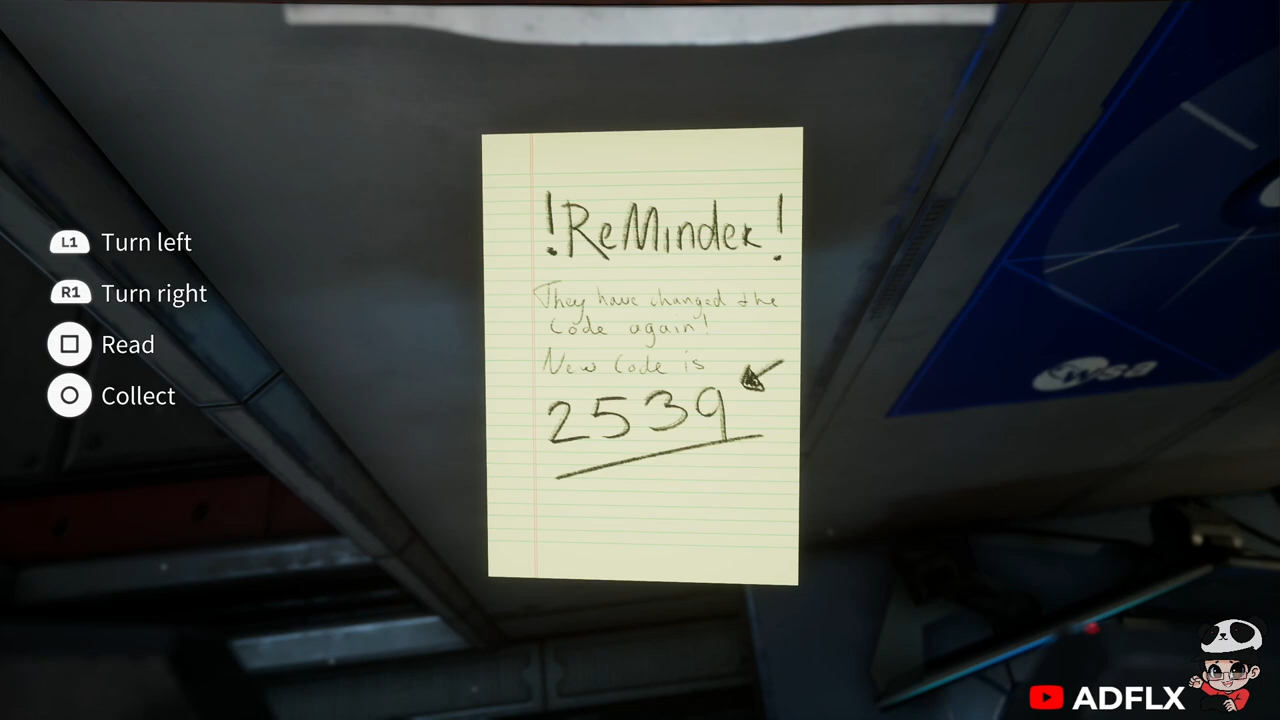 L1 Turn left
R1 Turn right
Read
Collect
!ReMinder!
They have changed the
Code again!
New Code is
2539
wsa
ADFLX